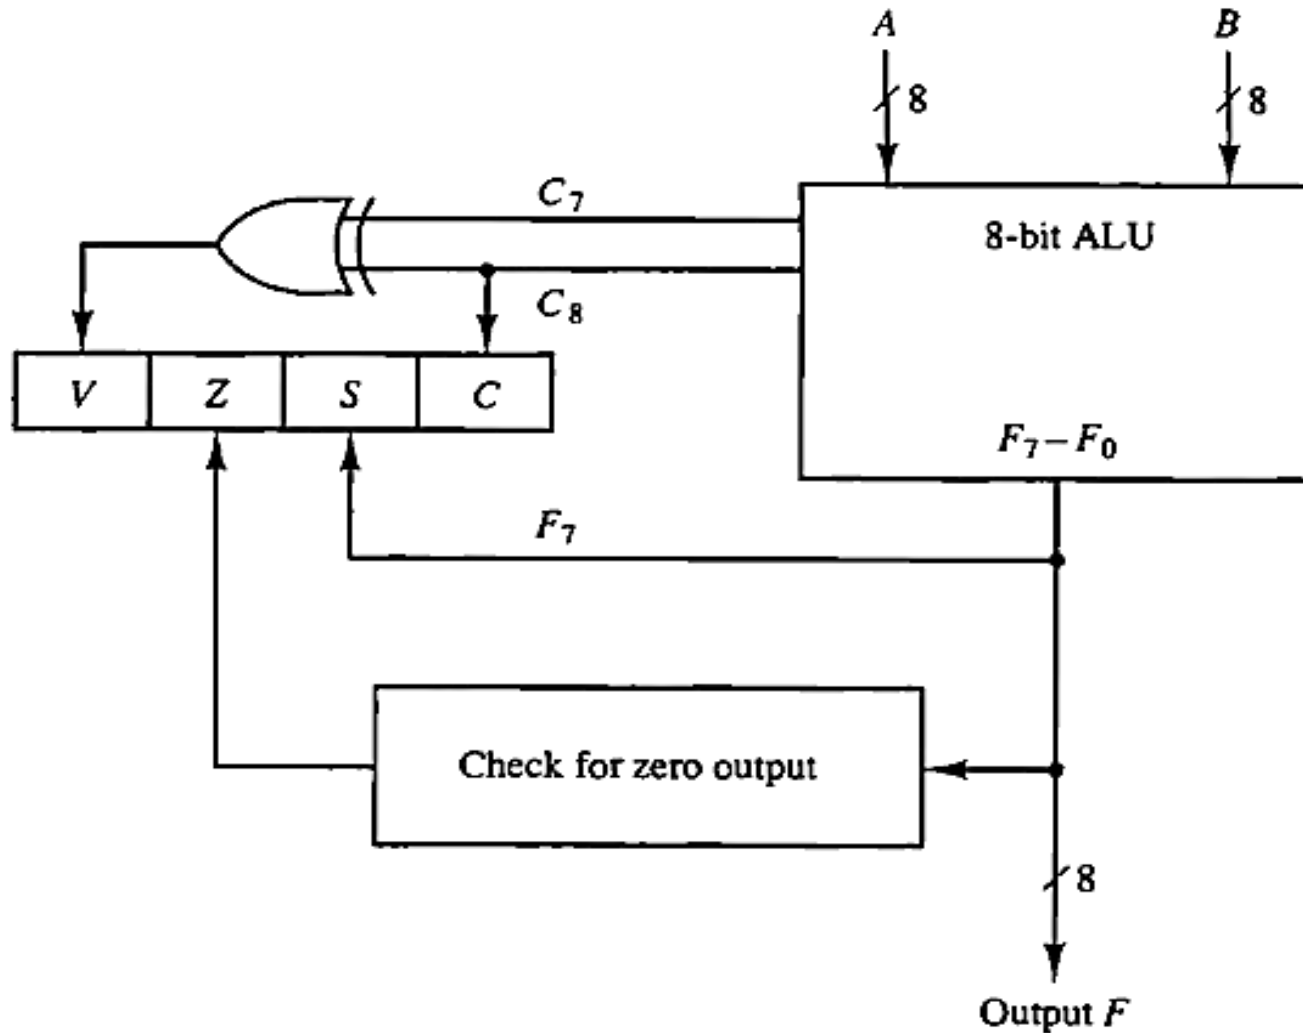 A
B
8
8
C₇
8-bit ALU
C₈
V Z S C
F₇ – F₀
F₇
Check for zero output
8
Output F